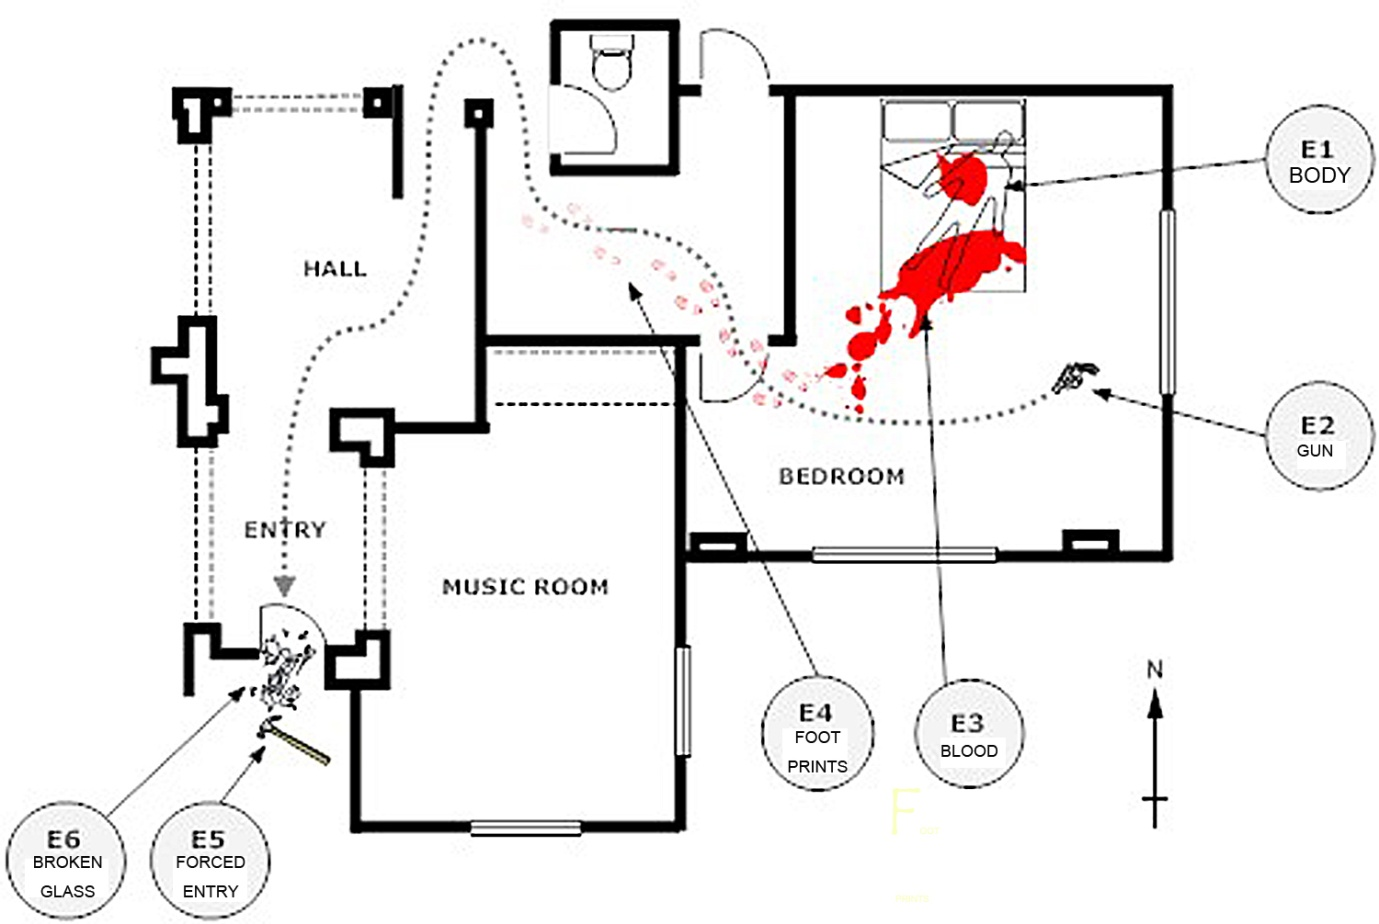 E1
BODY
HALL
E2
GUN
BEDROOM
ENTRY
MUSIC ROOM
N
E4
FOOT
PRINTS
E3
BLOOD
F
E6
BROKEN
GLASS
E5
FORCED
ENTRY